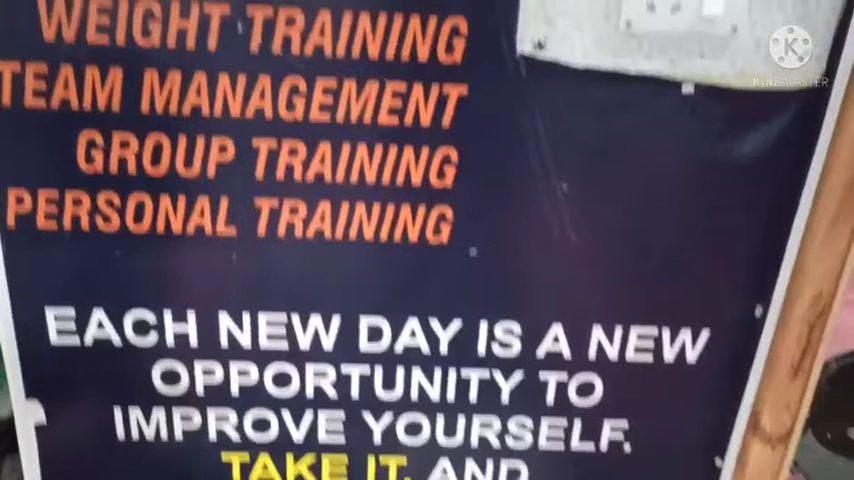 WEIGHT TRAINING
TEAM MANAGEMENT
GROUP TRAINING
PERSONAL TRAINING
EACH NEW DAY IS A NEW
OPPORTUNITY TO
IMPROVE YOURSELF.
TAKE IT. AND
K
KINEMASTER